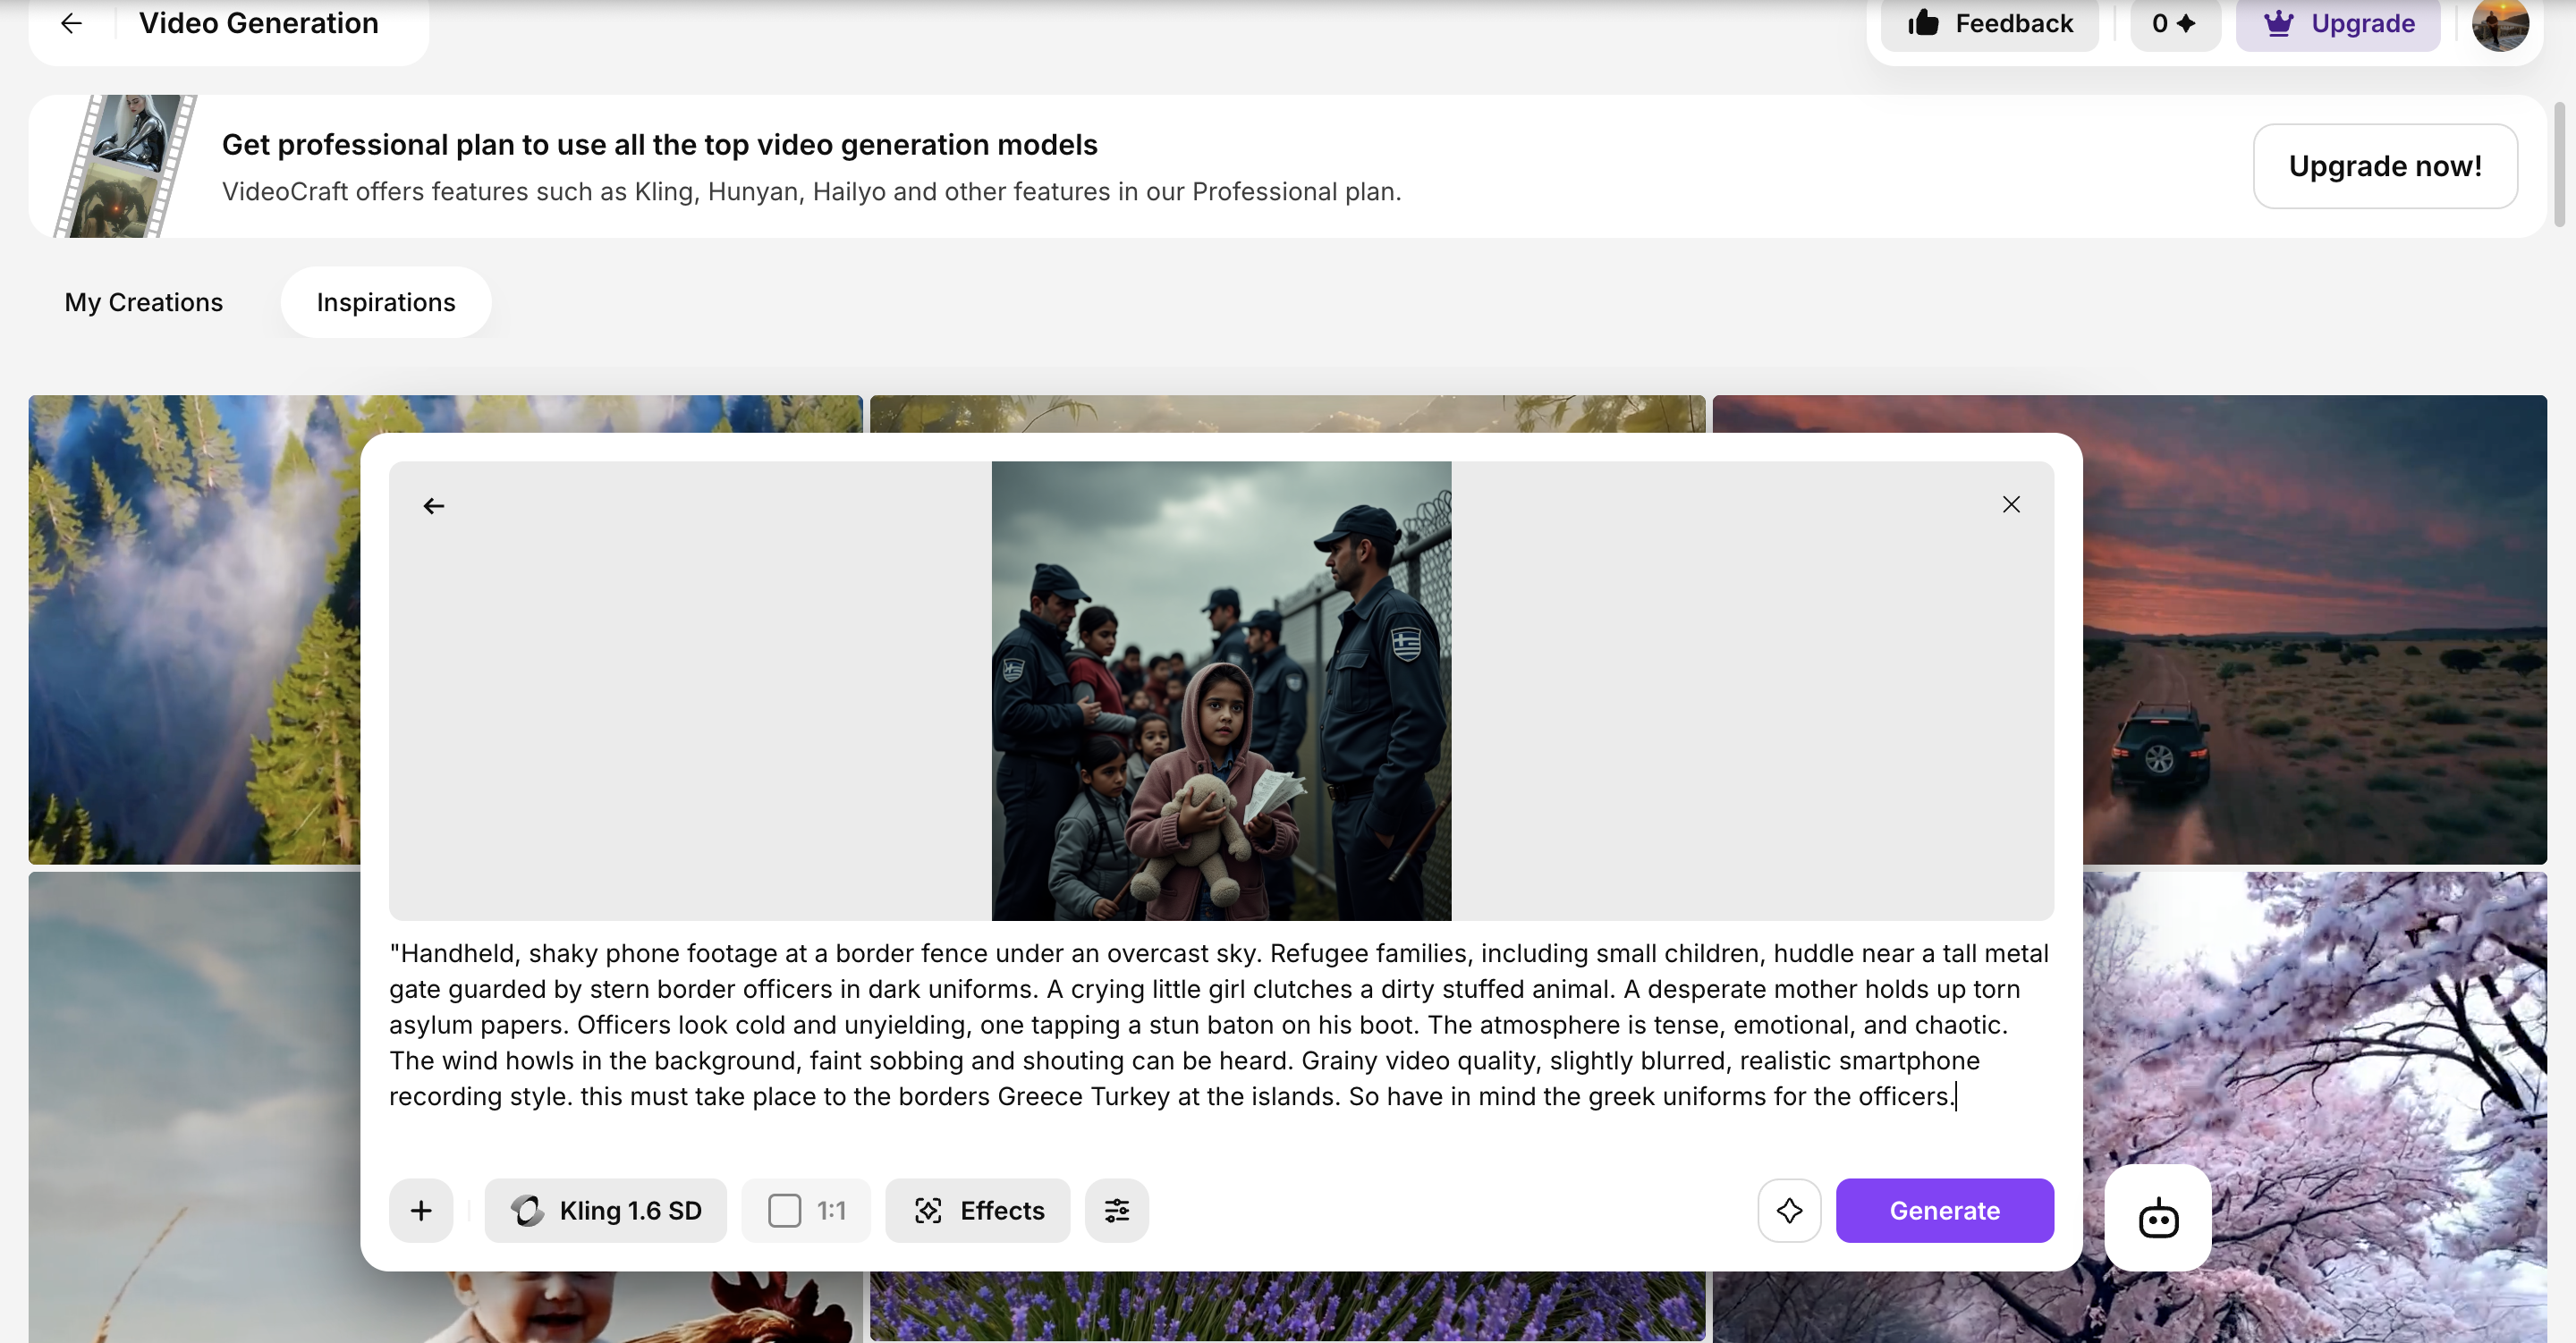 Video Generation
Feedback
0
Upgrade
Get professional plan to use all the top video generation models
VideoCraft offers features such as Kling, Hunyan, Hailyo and other features in our Professional plan.
Upgrade now!
My Creations
Inspirations
"Handheld, shaky phone footage at a border fence under an overcast sky. Refugee families, including small children, huddle near a tall metal
gate guarded by stern border officers in dark uniforms. A crying little girl clutches a dirty stuffed animal. A desperate mother holds up torn
asylum papers. Officers look cold and unyielding, one tapping a stun baton on his boot. The atmosphere is tense, emotional, and chaotic.
The wind howls in the background, faint sobbing and shouting can be heard. Grainy video quality, slightly blurred, realistic smartphone
recording style. this must take place to the borders Greece Turkey at the islands. So have in mind the greek uniforms for the officers.
Kling 1.6 SD
1:1
Effects
Generate